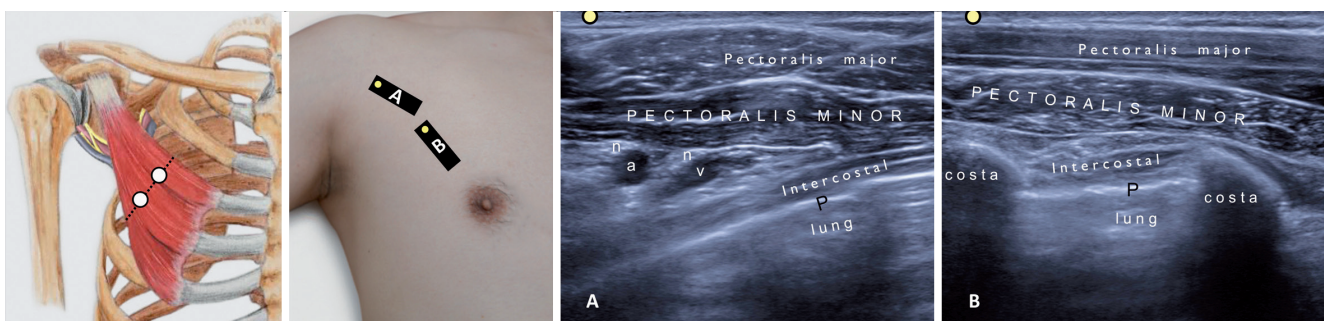 A
B
Pectoralis major
PECTORALIS MINOR
n
a
n
v
Intercostal
P
lung
A
Pectoralis major
PECTORALIS MINOR
Intercostal
costa
P
costa
lung
B